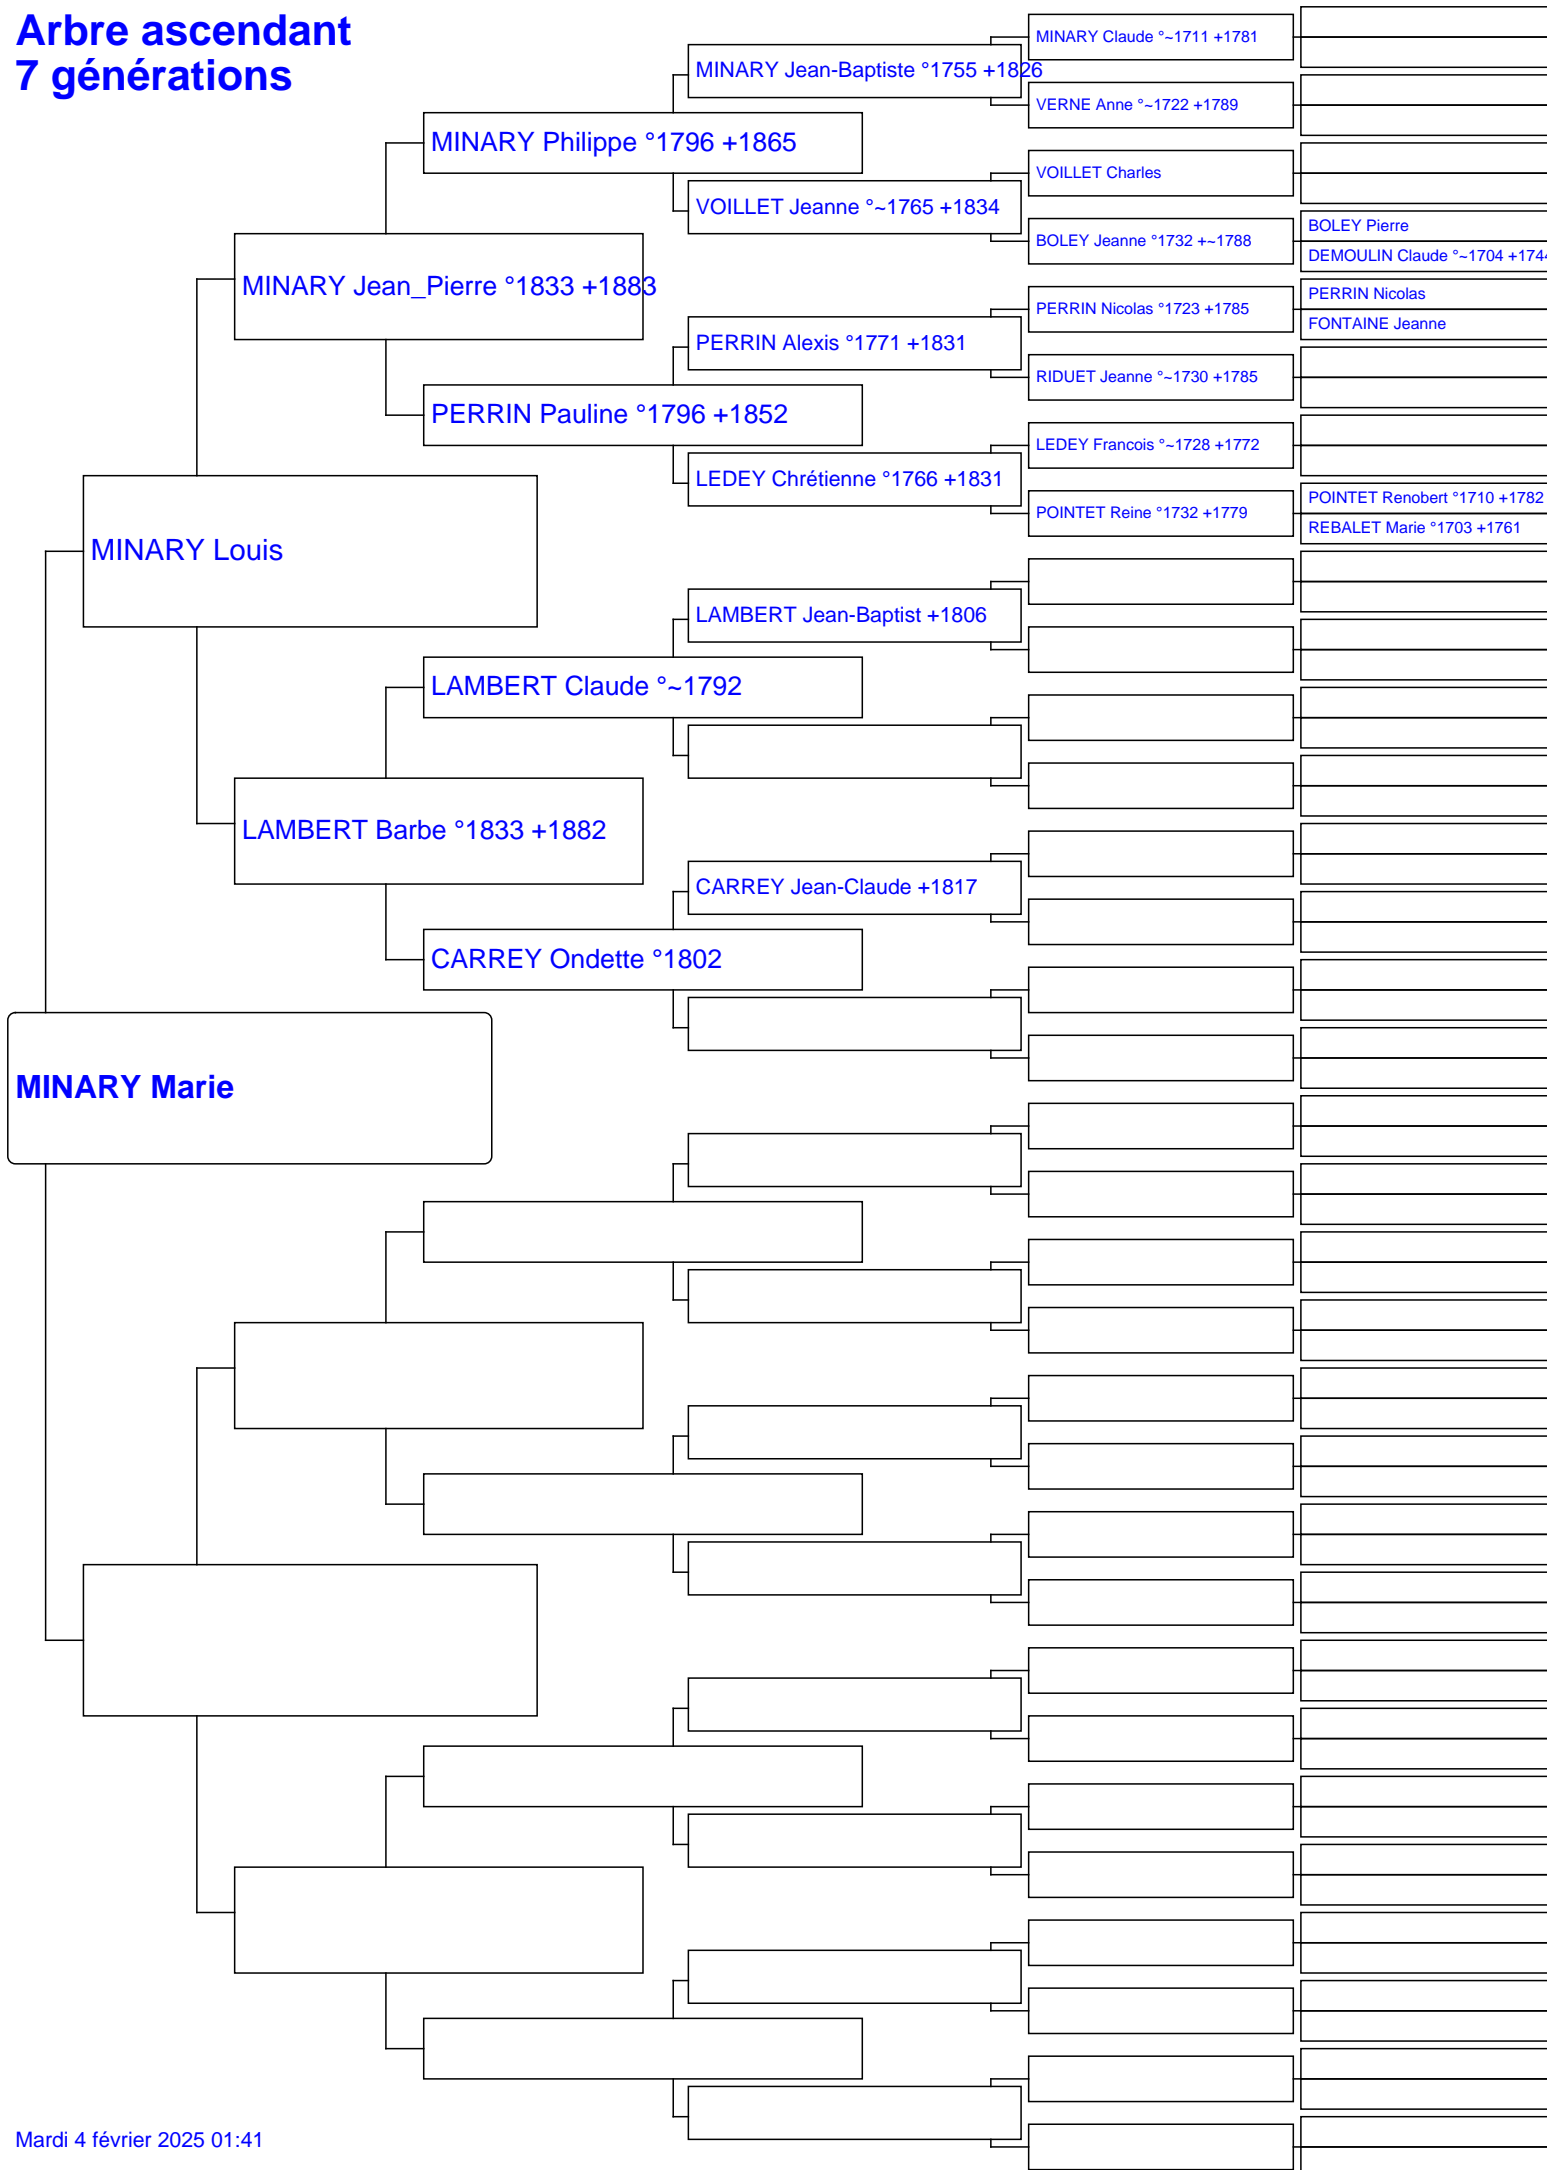 Arbre ascendant
7 générations
MINARY Marie
MINARY Louis
MINARY Jean_Pierre °1833 +1883
LAMBERT Barbe °1833 +1882
MINARY Philippe °1796 +1865
PERRIN Pauline °1796 +1852
LAMBERT Claude °~1792
CARREY Ondette °1802
MINARY Jean-Baptiste °1755 +1826
VOILLET Jeanne °~1765 +1834
PERRIN Alexis °1771 +1831
LEDEY Chrétienne °1766 +1831
LAMBERT Jean-Baptist +1806
CARREY Jean-Claude +1817
MINARY Claude °~1711 +1781
VERNE Anne °~1722 +1789
VOILLET Charles
BOLEY Jeanne °1732 +~1788
PERRIN Nicolas °1723 +1785
RIDUET Jeanne °~1730 +1785
LEDEY Francois °~1728 +1772
POINTET Reine °1732 +1779
BOLEY Pierre
DEMOULIN Claude °~1704 +1744
PERRIN Nicolas
FONTAINE Jeanne
POINTET Renobert °1710 +1782
REBALET Marie °1703 +1761
Mardi 4 février 2025 01:41